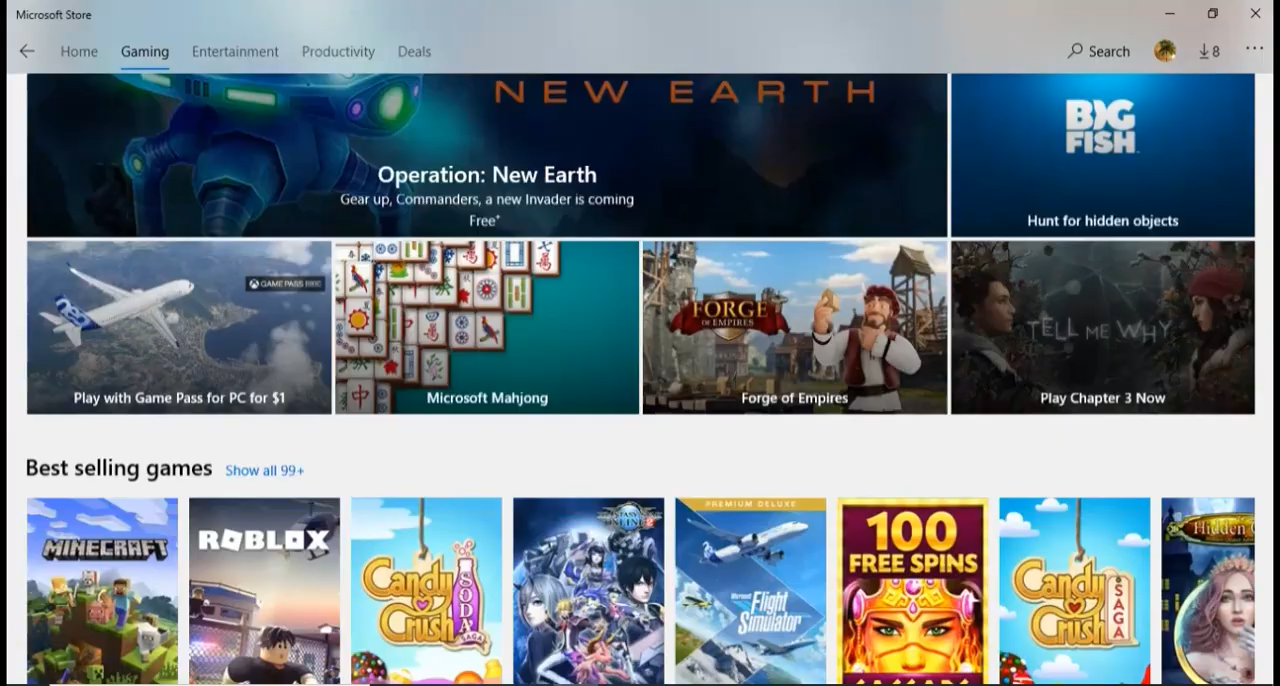 Microsoft Store
Home Gaming Entertainment Productivity Deals
Search 8
NEW EARTH
Operation: New Earth
Gear up, Commanders, a new Invader is coming
Free+
BIG
FISH
Hunt for hidden objects
GAME PASS
Play with Game Pass for PC for $1
Microsoft Mahjong
FORGE
OF EMPIRES
Forge of Empires
TELL ME WHY
Play Chapter 3 Now
Best selling games Show all 99+
MINECRAFT
ROBLOX
Candy
Crush
SODA
SAGA
PREMIUM DELUXE
Microsoft
Flight
Simulator
100
FREE SPINS
Candy
Crush
SAGA
Hidden